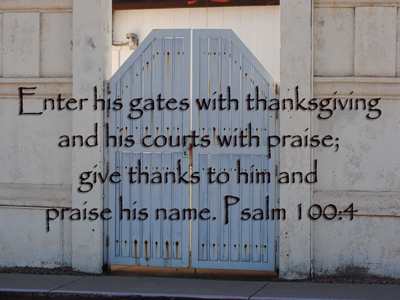 Enter his gates with thanksgiving
and his courts with praise;
give thanks to him and
praise his name. Psalm 100:4